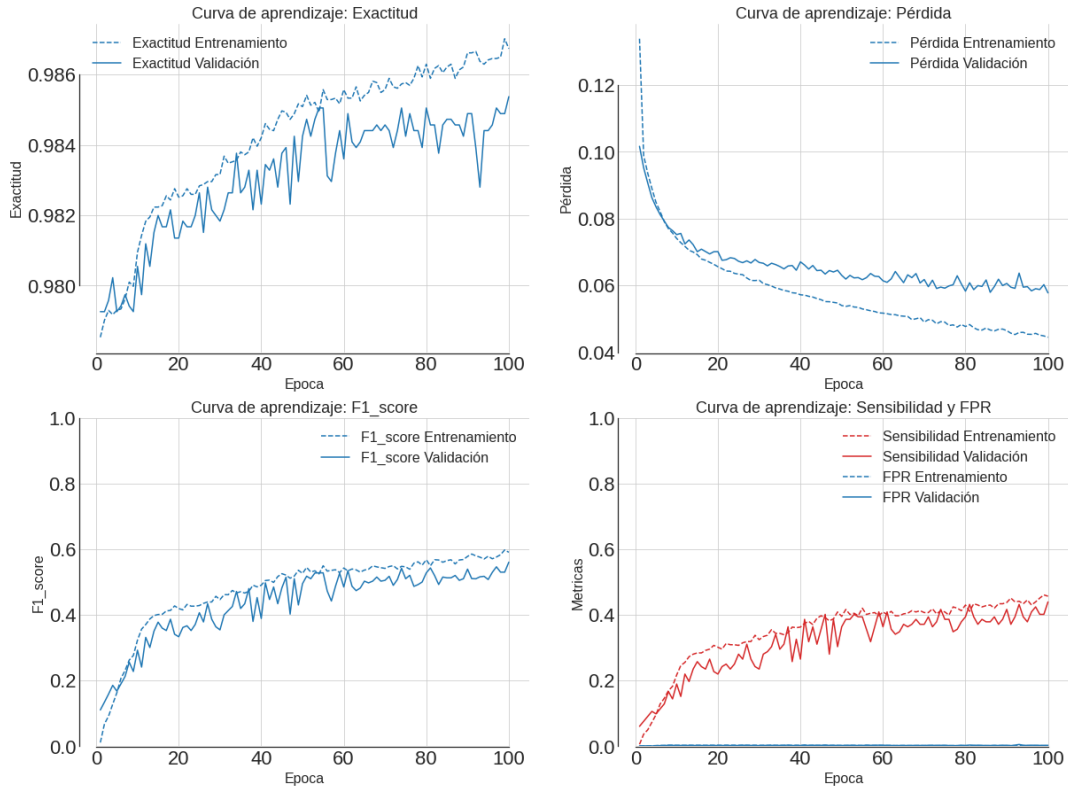 Curva de aprendizaje: Exactitud
Exactitud Entrenamiento
Exactitud Validación
0.986
0.984
0.982
0.980
Exactitud
0 20 40 60 80 100
Epoca
Curva de aprendizaje: Pérdida
Pérdida Entrenamiento
Pérdida Validación
0.12
0.10
0.08
0.06
0.04
Pérdida
0 20 40 60 80 100
Epoca
Curva de aprendizaje: F1_score
F1_score Entrenamiento
F1_score Validación
1.0
0.8
0.6
0.4
0.2
0.0
F1_score
0 20 40 60 80 100
Epoca
Curva de aprendizaje: Sensibilidad y FPR
Sensibilidad Entrenamiento
Sensibilidad Validación
FPR Entrenamiento
FPR Validación
1.0
0.8
0.6
0.4
0.2
0.0
Metricas
0 20 40 60 80 100
Epoca